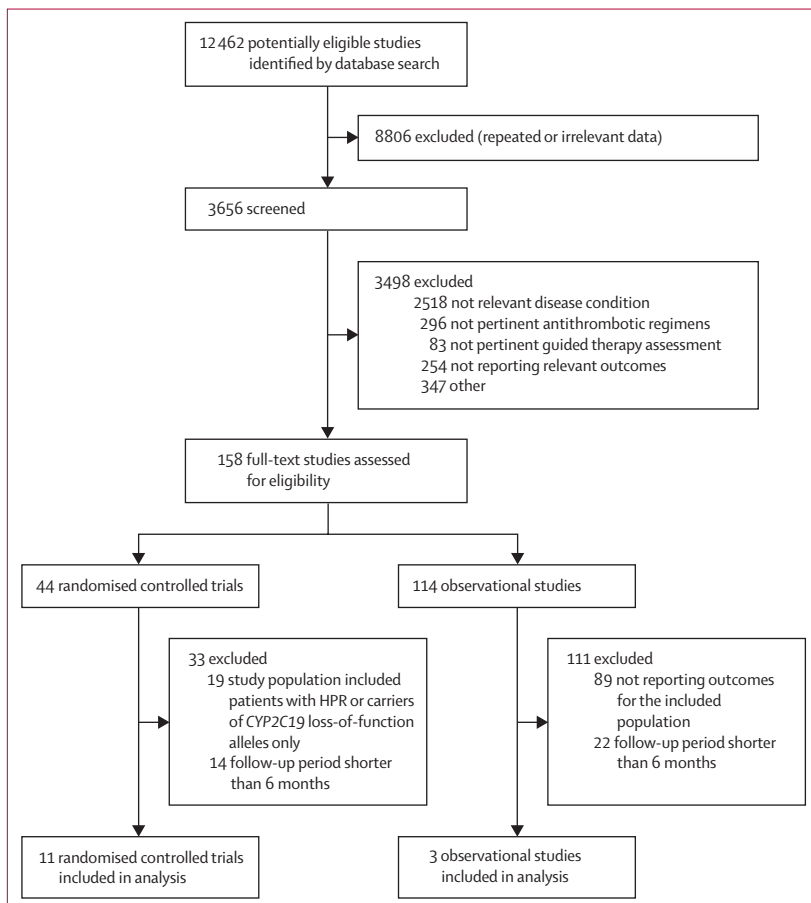 12 462 potentially eligible studies
identified by database search
8806 excluded (repeated or irrelevant data)
3656 screened
3498 excluded
2518 not relevant disease condition
296 not pertinent antithrombotic regimens
83 not pertinent guided therapy assessment
254 not reporting relevant outcomes
347 other
158 full-text studies assessed
for eligibility
44 randomised controlled trials
114 observational studies
33 excluded
19 study population included
patients with HPR or carriers
of CYP2C19 loss-of-function
alleles only
14 follow-up period shorter
than 6 months
111 excluded
89 not reporting outcomes
for the included
population
22 follow-up period shorter
than 6 months
11 randomised controlled trials
included in analysis
3 observational studies
included in analysis